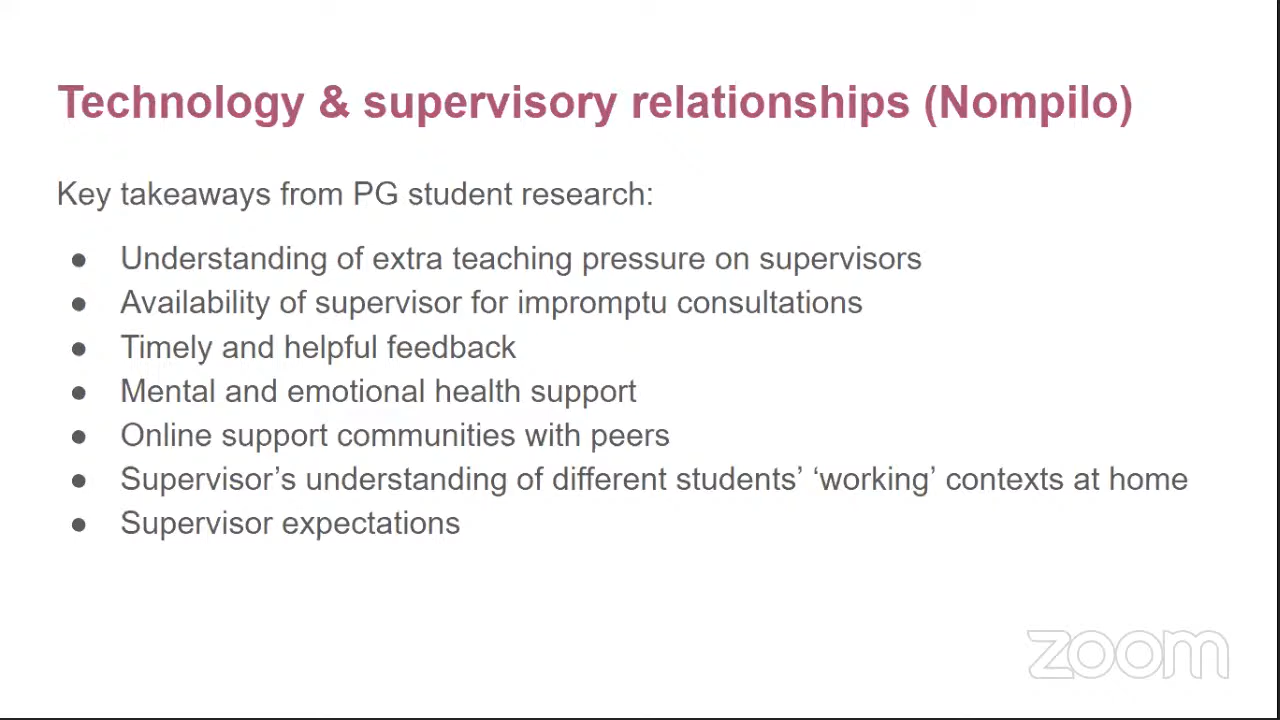 Technology & supervisory relationships (Nompilo)
Key takeaways from PG student research:
● Understanding of extra teaching pressure on supervisors
● Availability of supervisor for impromptu consultations
● Timely and helpful feedback
● Mental and emotional health support
● Online support communities with peers
● Supervisor’s understanding of different students’ ‘working’ contexts at home
● Supervisor expectations
zoom